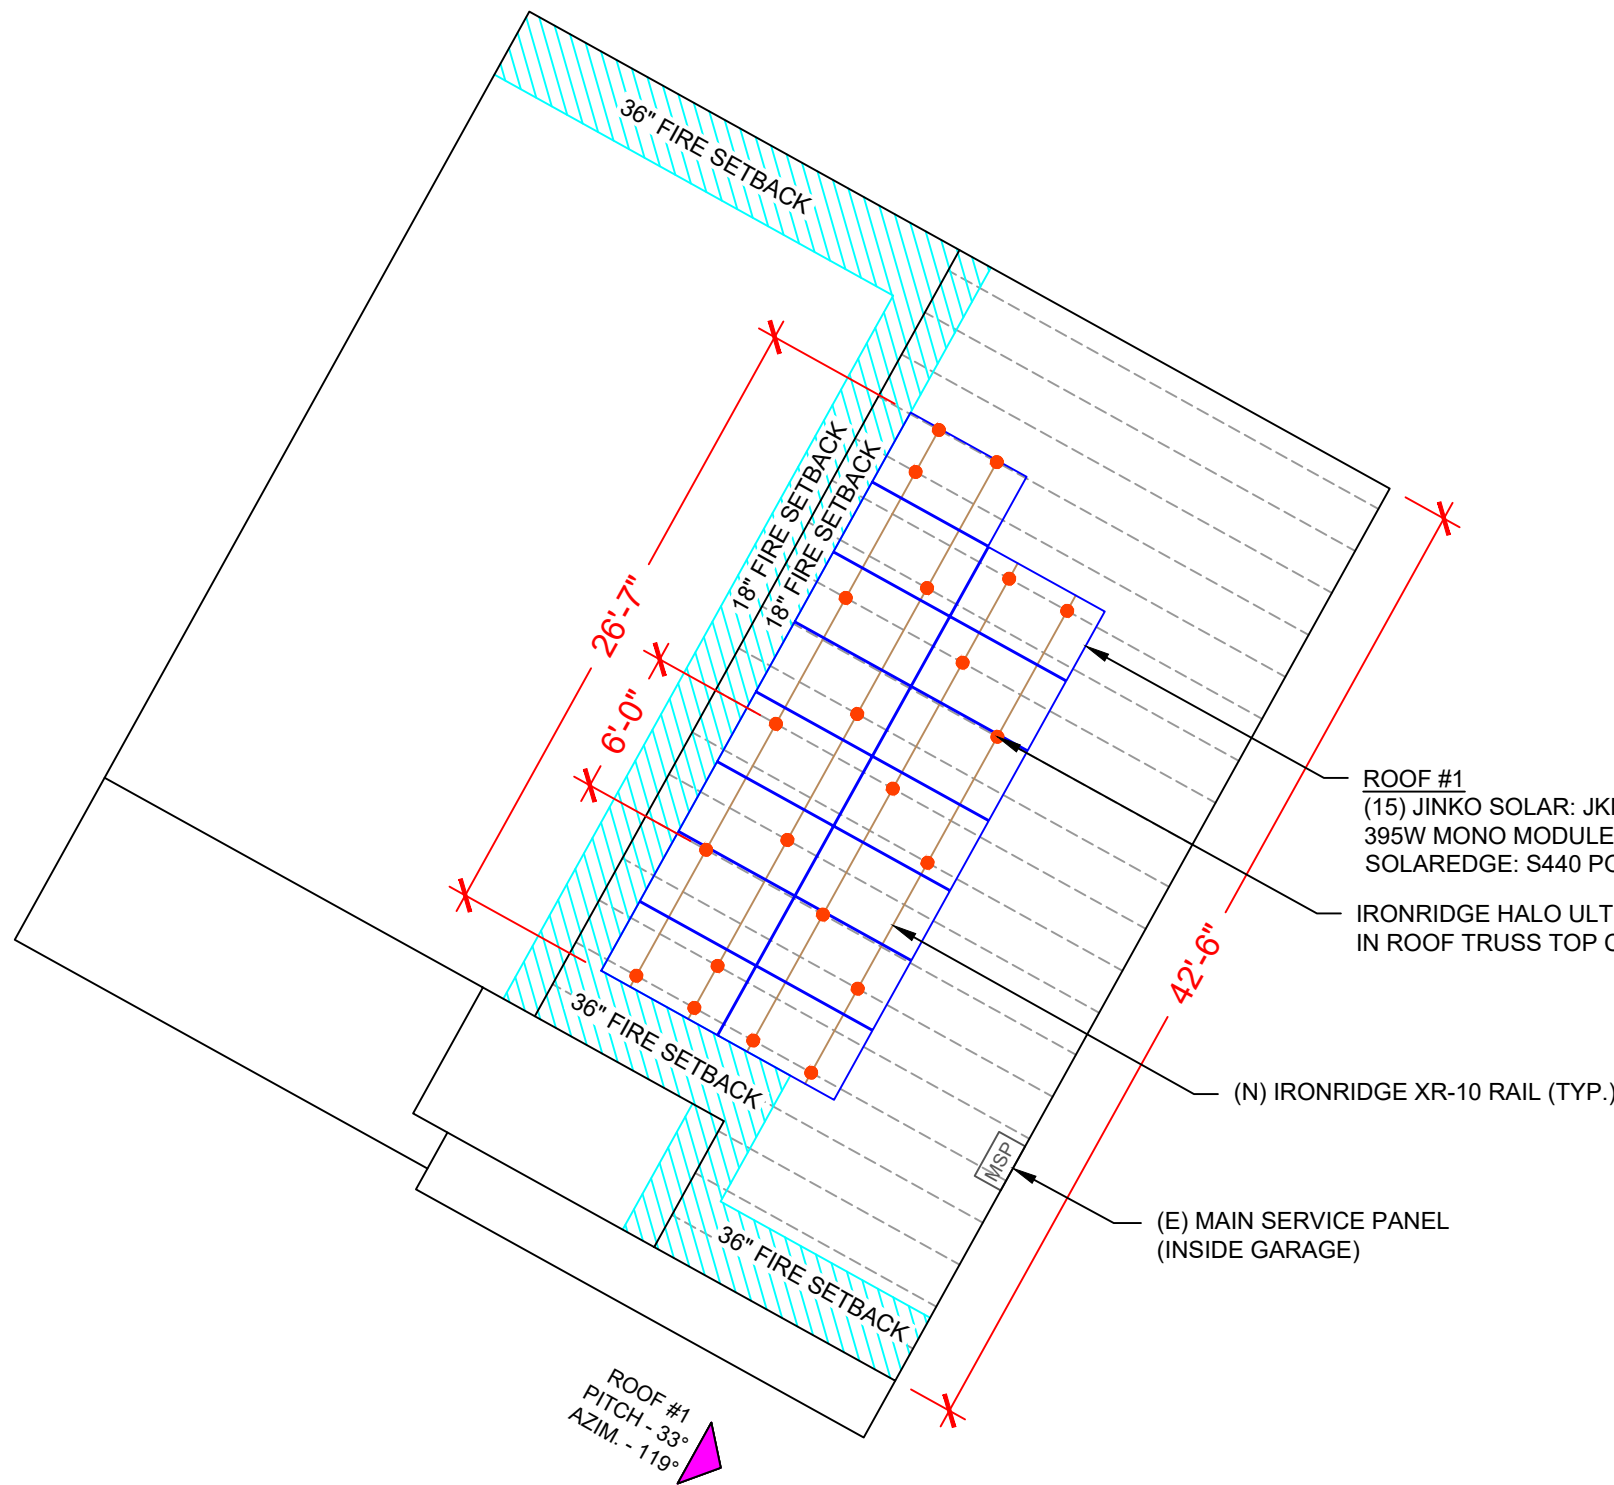 36" FIRE SETBACK
18" FIRE SETBACK
18" FIRE SETBACK
26'-7"
6'-0"
ROOF #1
(15) JINKO SOLAR:
395W MONO MODULE
SOLAREDGE: S440
IRONRIDGE HALO
IN ROOF TRUSS TOP
42'-6"
36" FIRE SETBACK
(N) IRONRIDGE XR-10 RAIL (TYP.)
MSP
(E) MAIN SERVICE PANEL
(INSIDE GARAGE)
36" FIRE SETBACK
ROOF #1
PITCH - 33°
AZIM. - 119°